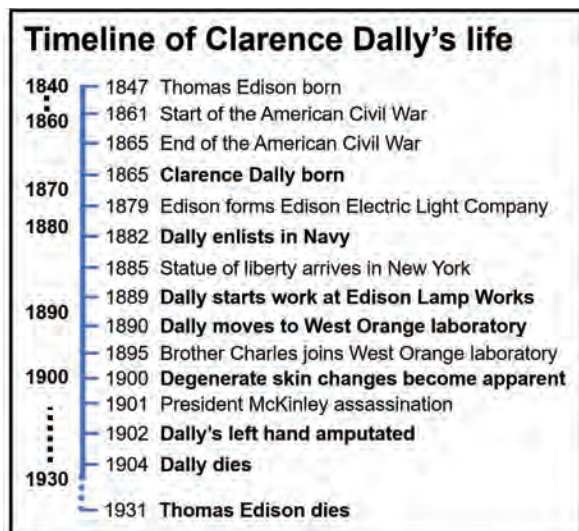 Timeline of Clarence Dally's life
1840
1847 Thomas Edison born
1860
1861 Start of the American Civil War
1865 End of the American Civil War
1865 Clarence Dally born
1870
1879 Edison forms Edison Electric Light Company
1880
1882 Dally enlists in Navy
1885 Statue of liberty arrives in New York
1889 Dally starts work at Edison Lamp Works
1890
1890 Dally moves to West Orange laboratory
1895 Brother Charles joins West Orange laboratory
1900
1900 Degenerate skin changes become apparent
1901 President McKinley assassination
1902 Dally's left hand amputated
1904 Dally dies
1930
1931 Thomas Edison dies